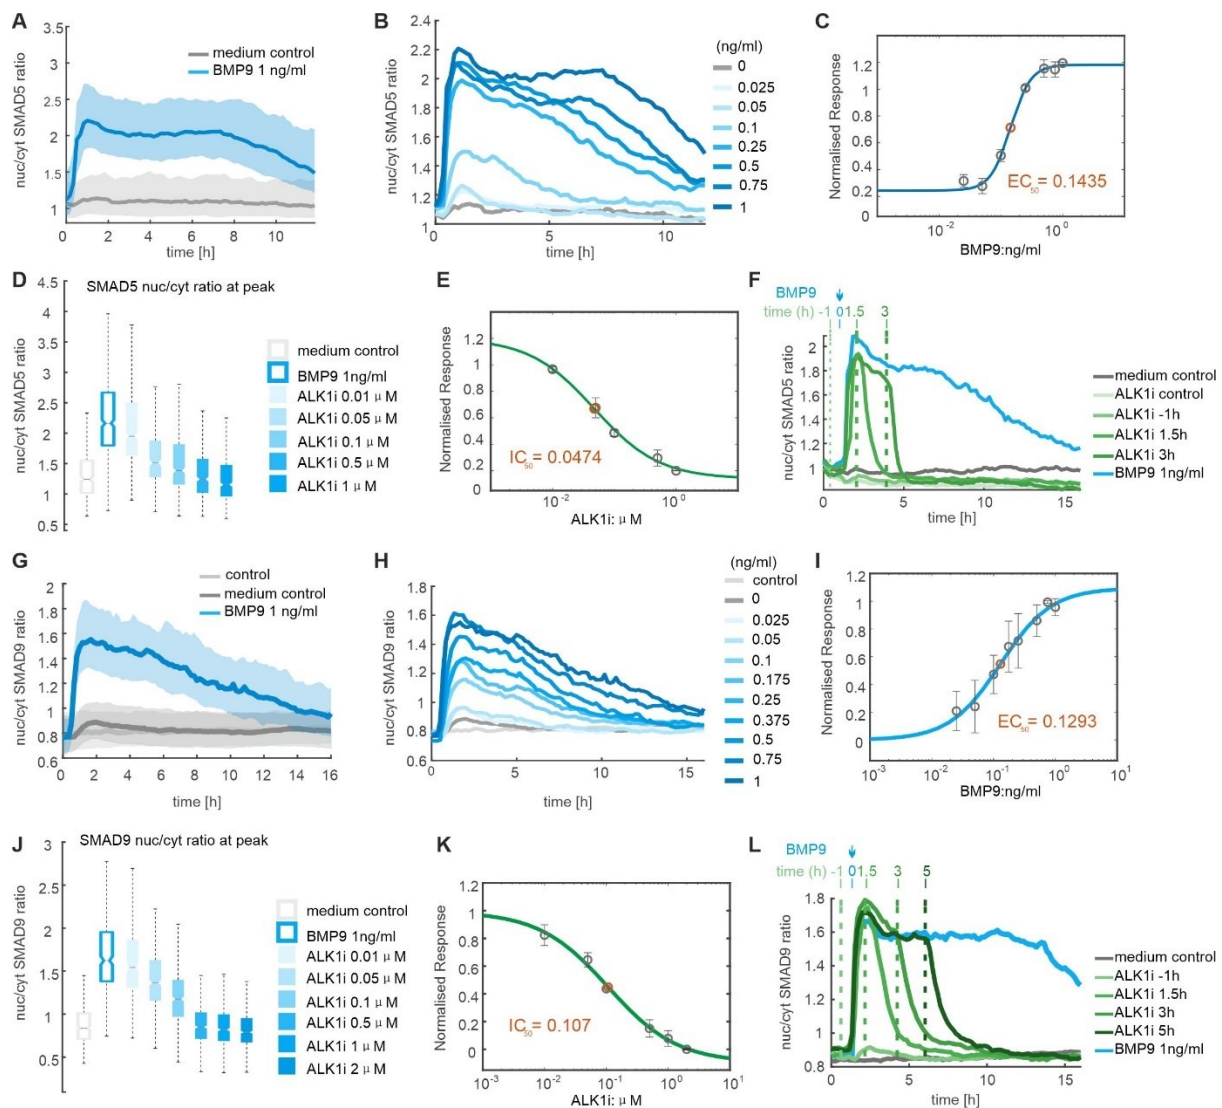 A
nuc/cyt SMAD5 ratio
3.5
3
2.5
2
1.5
1
medium control
BMP9 1 ng/ml
0 2 4 6 8 10
time [h]
B
nuc/cyt SMAD5 ratio
2.4
2.2
2
1.8
1.6
1.4
1.2
1
0 5 10
time [h]
(ng/ml)
0
0.025
0.05
0.1
0.25
0.5
0.75
1
C
Normalised Response
1.2
1
0.8
0.6
0.4
0.2
0
EC50= 0.1435
10-2 100
BMP9:ng/ml
D
SMAD5 nuc/cyt ratio at peak
nuc/cyt SMAD5 ratio
4.5
4
3.5
3
2.5
2
1.5
1
0.5
medium control
BMP9 1ng/ml
ALK1i 0.01 μ M
ALK1i 0.05 μ M
ALK1i 0.1 μ M
ALK1i 0.5 μ M
ALK1i 1 μ M
E
Normalised Response
1.2
1
0.8
0.6
0.4
0.2
0
IC50= 0.0474
10-2 100
ALK1i: μ M
F
BMP9
time (h) -1 0 1.5 3
nuc/cyt SMAD5 ratio
2.2
2
1.8
1.6
1.4
1.2
1
0 5 10 15
time [h]
medium control
ALK1i control
ALK1i -1h
ALK1i 1.5h
ALK1i 3h
BMP9 1ng/ml
G
nuc/cyt SMAD9 ratio
2
1.8
1.6
1.4
1.2
1
0.8
0.6
control
medium control
BMP9 1 ng/ml
0 2 4 6 8 10 12 14 16
time [h]
H
nuc/cyt SMAD9 ratio
2
1.8
1.6
1.4
1.2
1
0.8
0.6
0 5 10 15
time [h]
(ng/ml)
control
0
0.025
0.05
0.1
0.175
0.25
0.375
0.5
0.75
1
I
Normalised Response
1.2
1
0.8
0.6
0.4
0.2
0
EC50= 0.1293
10-3 10-2 10-1 100 101
BMP9:ng/ml
J
SMAD9 nuc/cyt ratio at peak
nuc/cyt SMAD9 ratio
3
2.5
2
1.5
1
0.5
medium control
BMP9 1ng/ml
ALK1i 0.01 μ M
ALK1i 0.05 μ M
ALK1i 0.1 μ M
ALK1i 0.5 μ M
ALK1i 1 μ M
ALK1i 2 μ M
K
Normalised Response
1.2
1
0.8
0.6
0.4
0.2
0
IC50= 0.107
10-3 10-2 10-1 100 101
ALK1i: μ M
L
BMP9
time (h) -1 0 1.5 3 5
nuc/cyt SMAD9 ratio
1.8
1.6
1.4
1.2
1
0.8
0 5 10 15
time [h]
medium control
ALK1i -1h
ALK1i 1.5h
ALK1i 3h
ALK1i 5h
BMP9 1ng/ml